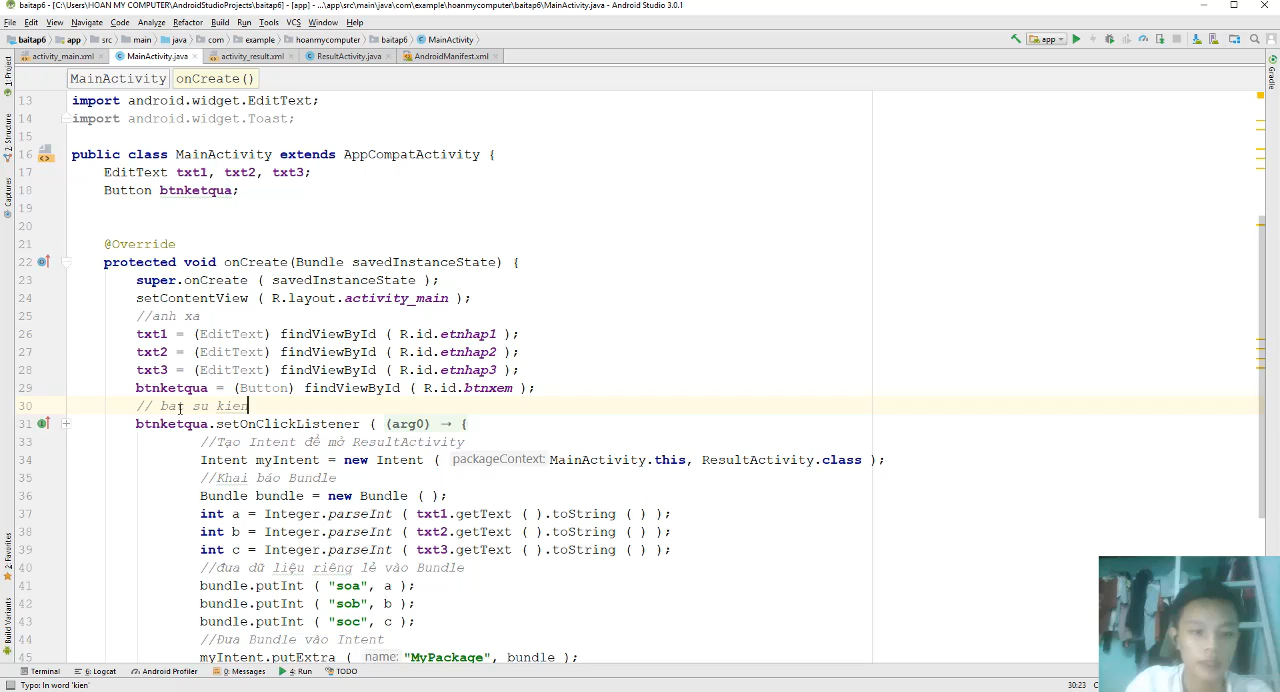 baitap6 - [C:\Users\HOAN MY COMPUTER\AndroidStudioProjects\baitap6] - [app] - ...\app\src\main\java\com\example\hoanmycomputer\baitap6\MainActivity.java - Android Studio 3.0.1
File Edit View Navigate Code Analyze Refactor Build Run Tools VCS Window Help
baitap6 app src main java com example hoanmycomputer baitap6 MainActivity app
activity_main.xml MainActivity.java activity_result.xml ResultActivity.java AndroidManifest.xml
MainActivity onCreate()
13 import android.widget.EditText;
14 import android.widget.Toast;
15
16 public class MainActivity extends AppCompatActivity {
17 EditText txt1, txt2, txt3;
18 Button btnketqua;
19
20
21 @Override
22 protected void onCreate(Bundle savedInstanceState) {
23 super.onCreate ( savedInstanceState );
24 setContentView ( R.layout.activity_main );
25 //anh xa
26 txt1 = (EditText) findViewById ( R.id.etnhap1 );
27 txt2 = (EditText) findViewById ( R.id.etnhap2 );
28 txt3 = (EditText) findViewById ( R.id.etnhap3 );
29 btnketqua = (Button) findViewById ( R.id.btnxem );
30 // bat su kien
31 btnketqua.setOnClickListener ( (arg0) → {
33 //Tạo Intent để mở ResultActivity
34 Intent myIntent = new Intent ( packageContext: MainActivity.this, ResultActivity.class );
35 //Khai báo Bundle
36 Bundle bundle = new Bundle ( );
37 int a = Integer.parseInt ( txt1.getText ( ).toString ( ) );
38 int b = Integer.parseInt ( txt2.getText ( ).toString ( ) );
39 int c = Integer.parseInt ( txt3.getText ( ).toString ( ) );
40 //đưa dữ liệu riêng lẻ vào Bundle
41 bundle.putInt ( "soa", a );
42 bundle.putInt ( "sob", b );
43 bundle.putInt ( "soc", c );
44 //Đưa Bundle vào Intent
45 myIntent.putExtra ( name: "MyPackage", bundle );
1: Project
Z: Structure
Captures
2: Favorites
Build Variants
Gradle
Terminal 6: Logcat Android Profiler 0: Messages 4: Run TODO
Typo: In word 'kien' 30:23